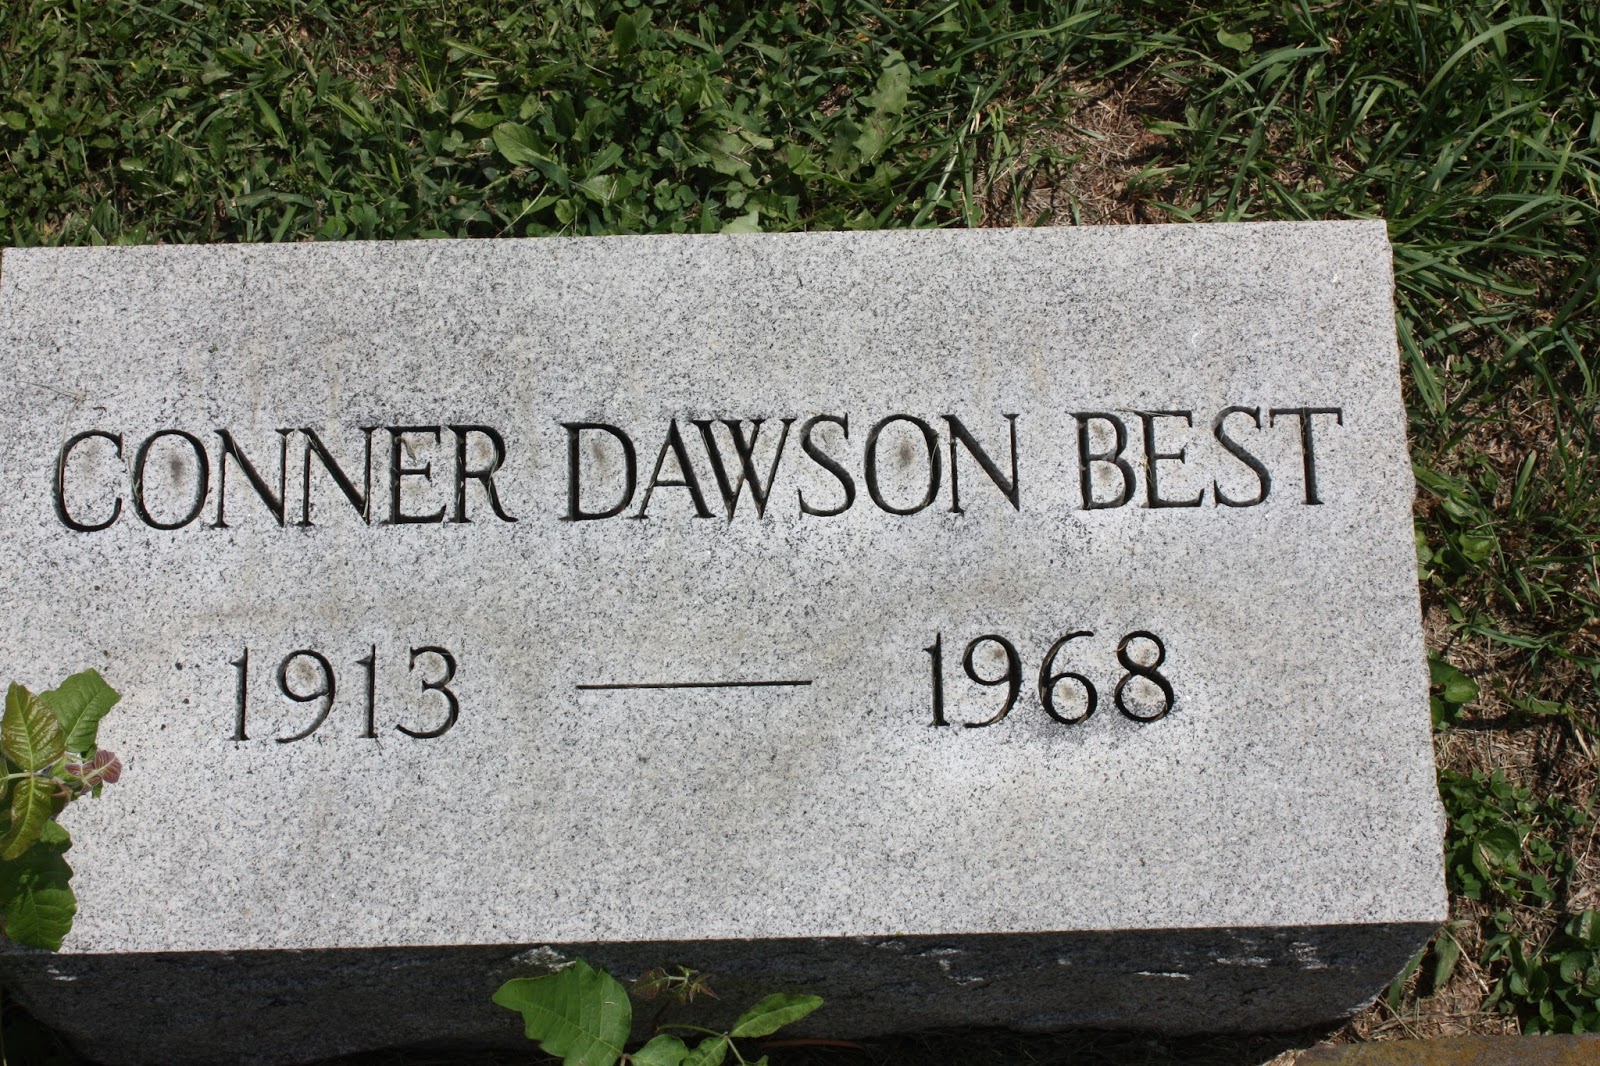 CONNER DAWSON BEST
1913 — 1968